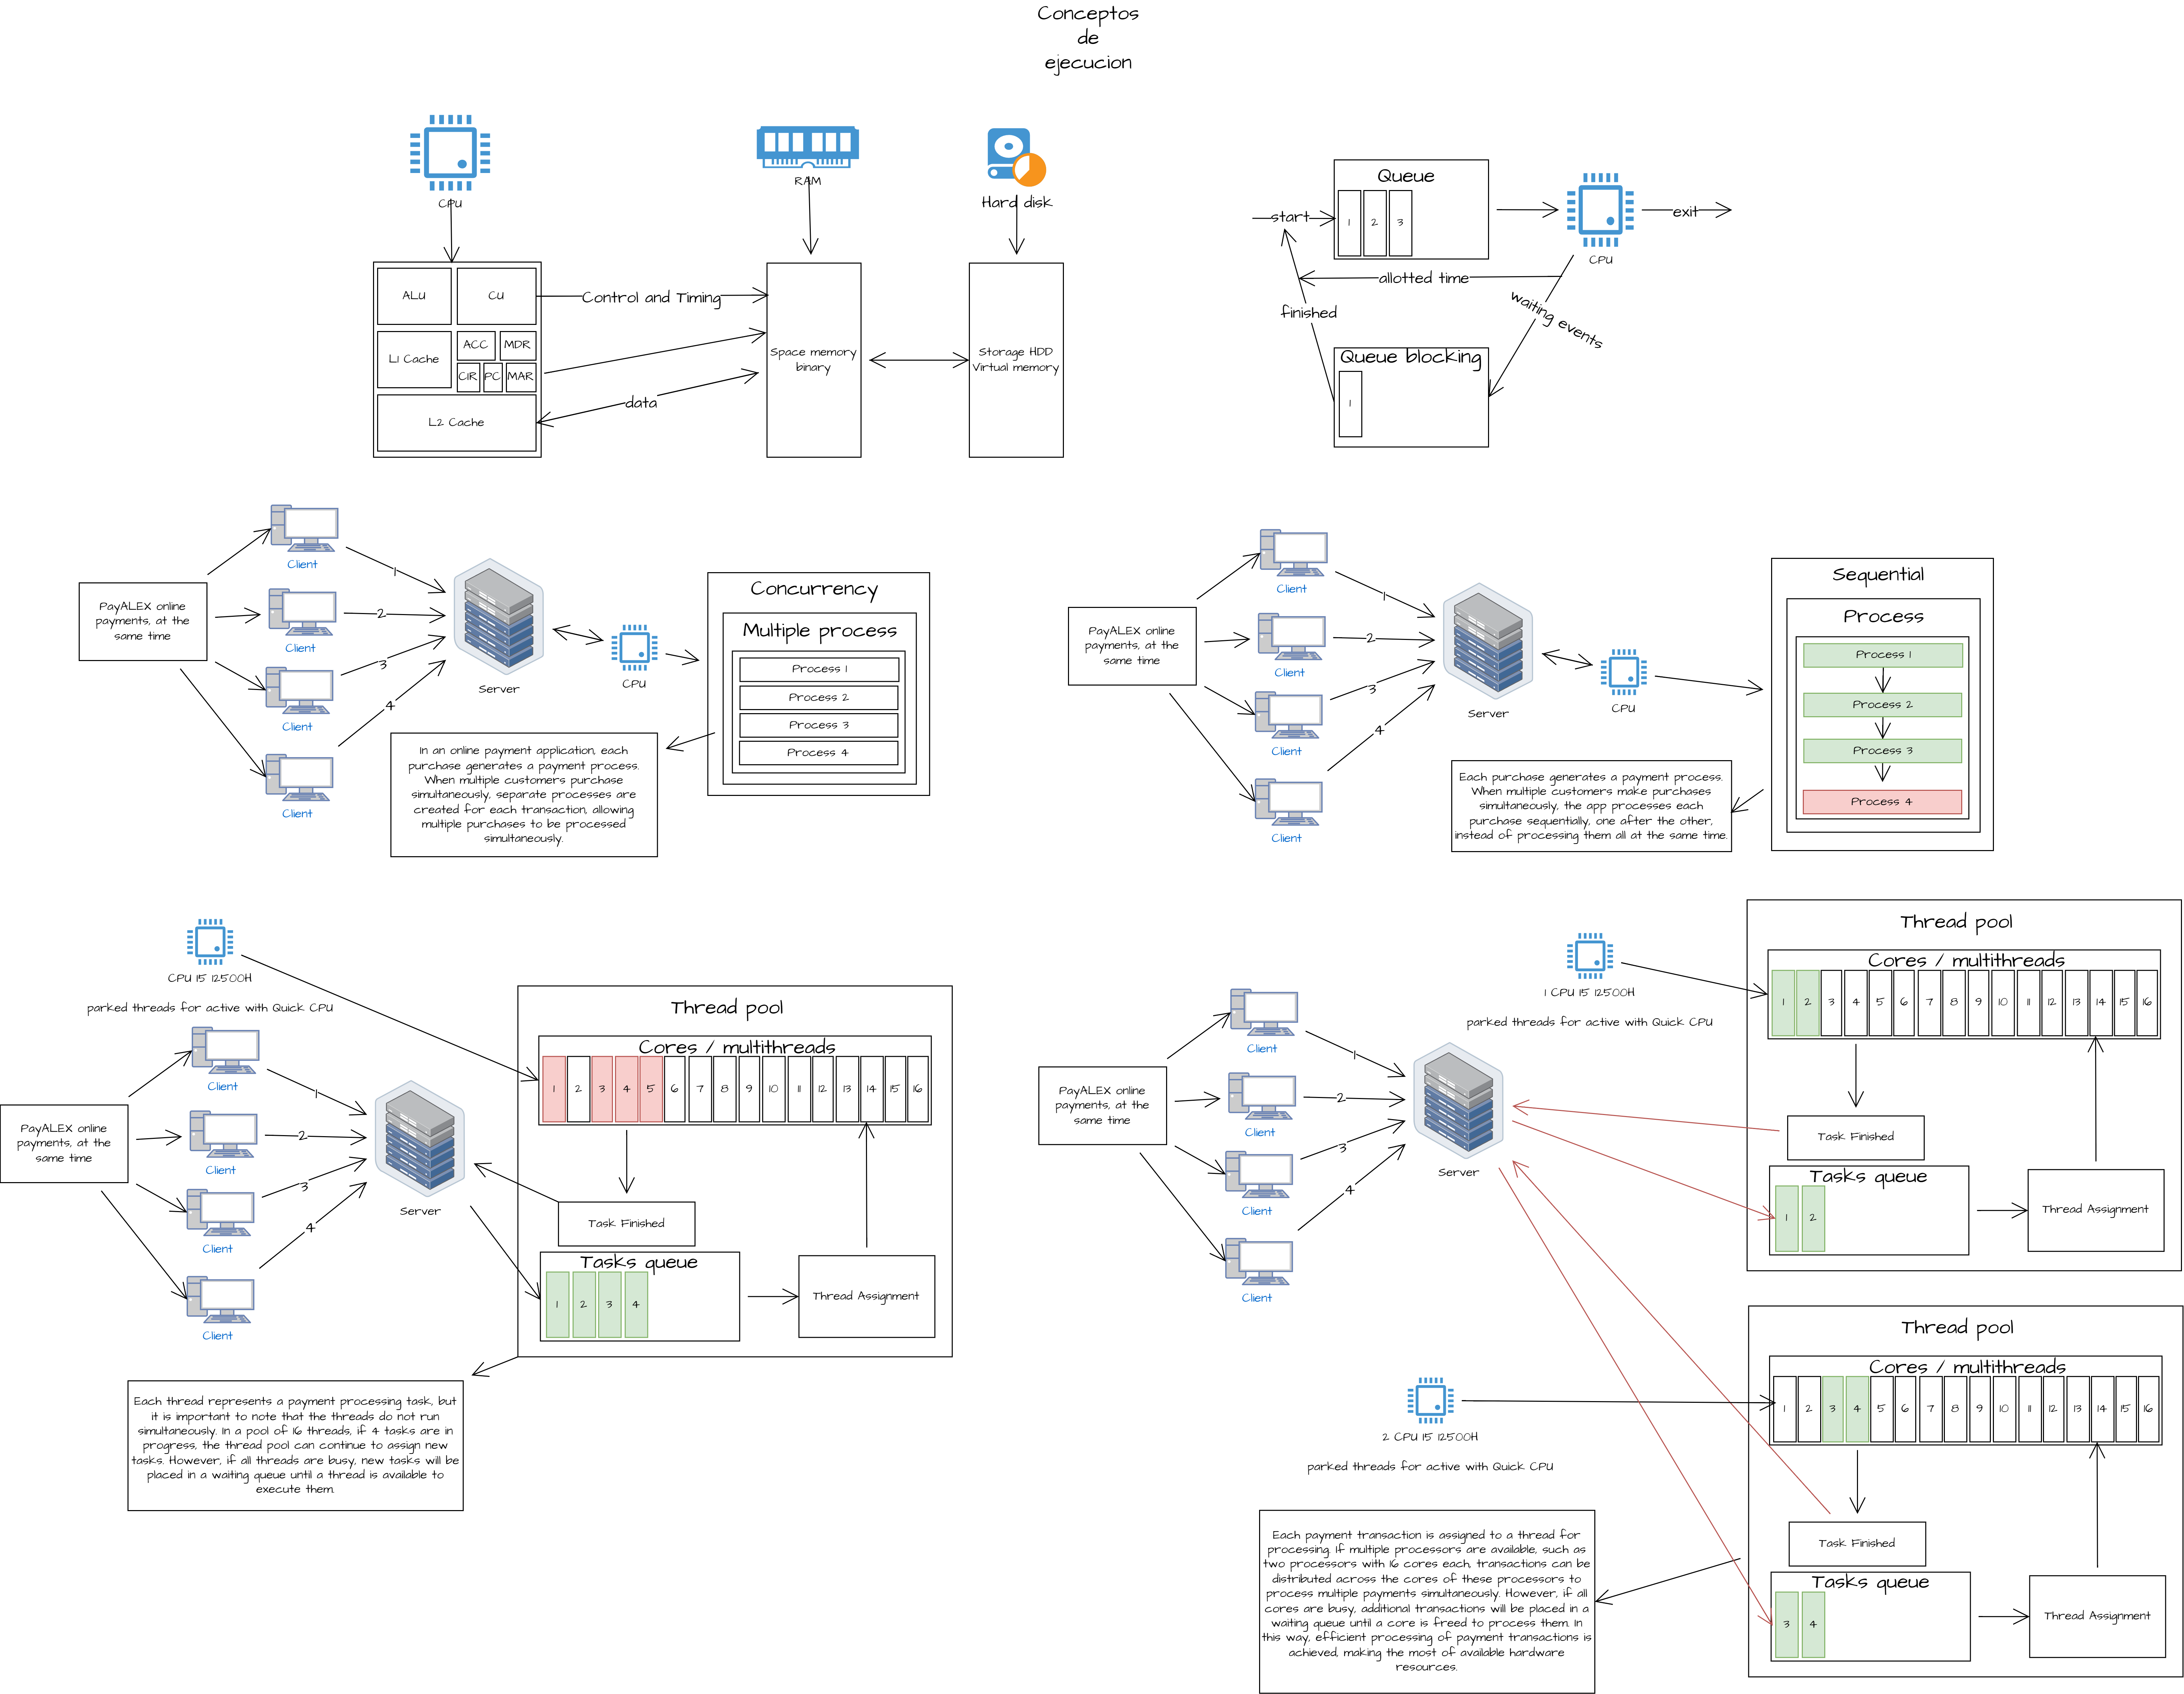 Conceptos
de
ejecucion
CPU
RAM
Hard disk
ALU
CU
L1 Cache
ACC
MDR
CIR
PC
MAR
L2 Cache
Control and Timing
data
Space memory
binary
Storage HDD
Virtual memory
Queue
1
2
3
start
CPU
exit
allotted time
waiting events
finished
Queue blocking
1
PayALEX online
payments, at the
same time
Client
Client
Client
Client
1
2
3
4
Server
CPU
Concurrency
Multiple process
Process 1
Process 2
Process 3
Process 4
In an online payment application, each
purchase generates a payment process.
When multiple customers purchase
simultaneously, separate processes are
created for each transaction, allowing
multiple purchases to be processed
simultaneously.
PayALEX online
payments, at the
same time
Client
Client
Client
Client
1
2
3
4
Server
CPU
Sequential
Process
Process 1
Process 2
Process 3
Process 4
Each purchase generates a payment process.
When multiple customers make purchases
simultaneously, the app processes each
purchase sequentially, one after the other,
instead of processing them all at the same time.
CPU I5 12500H
parked threads for active with Quick CPU
PayALEX online
payments, at the
same time
Client
Client
Client
Client
1
2
3
4
Server
Thread pool
Cores / multithreads
1 2 3 4 5 6 7 8 9 10 11 12 13 14 15 16
Task Finished
Tasks queue
1 2 3 4
Thread Assignment
Each thread represents a payment processing task, but
it is important to note that the threads do not run
simultaneously. In a pool of 16 threads, if 4 tasks are in
progress, the thread pool can continue to assign new
tasks. However, if all threads are busy, new tasks will be
placed in a waiting queue until a thread is available to
execute them.
1 CPU I5 12500H
parked threads for active with Quick CPU
PayALEX online
payments, at the
same time
Client
Client
Client
Client
1
2
3
4
Server
Thread pool
Cores / multithreads
1 2 3 4 5 6 7 8 9 10 11 12 13 14 15 16
Task Finished
Tasks queue
1 2
Thread Assignment
2 CPU I5 12500H
parked threads for active with Quick CPU
Thread pool
Cores / multithreads
1 2 3 4 5 6 7 8 9 10 11 12 13 14 15 16
Task Finished
Tasks queue
3 4
Thread Assignment
Each payment transaction is assigned to a thread for
processing. If multiple processors are available, such as
two processors with 16 cores each, transactions can be
distributed across the cores of these processors to
process multiple payments simultaneously. However, if all
cores are busy, additional transactions will be placed in a
waiting queue until a core is freed to process them. In
this way, efficient processing of payment transactions is
achieved, making the most of available hardware
resources.